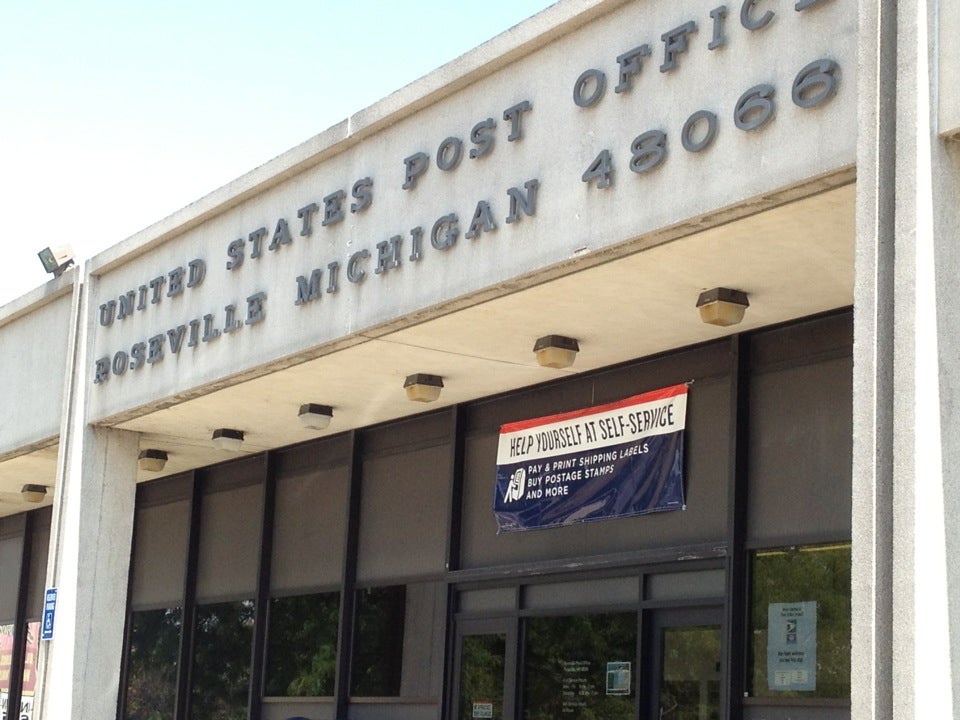 UNITED STATES POST OFFICE
ROSEVILLE MICHIGAN 48066
HELP YOURSELF AT SELF-SERVICE
PAY & PRINT SHIPPING LABELS
BUY POSTAGE STAMPS
AND MORE